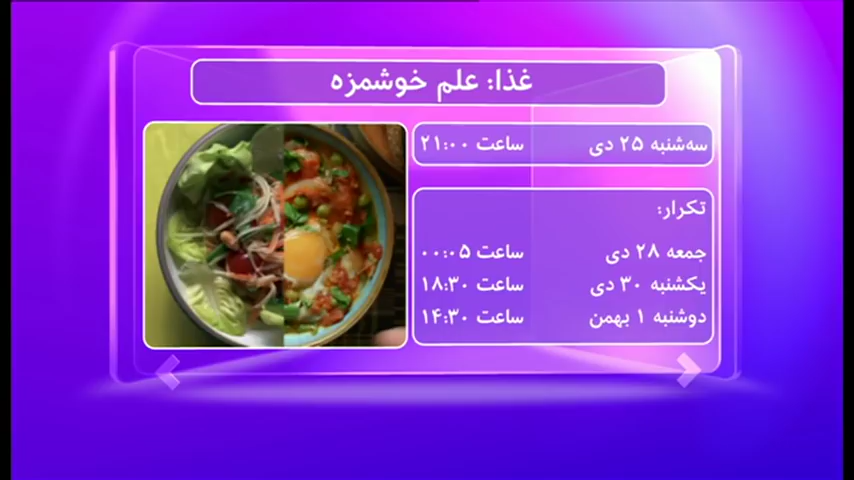 غذا: علم خوشمزه
سه‌شنبه ۲۵ دی ساعت ۲۱:۰۰
تکرار:
جمعه ۲۸ دی ساعت ۰۰:۰۵
یکشنبه ۳۰ دی ساعت ۱۸:۳۰
دوشنبه ۱ بهمن ساعت ۱۴:۳۰